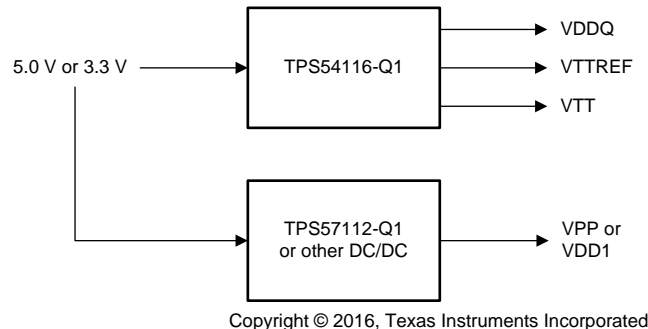 VDDQ
5.0 V or 3.3 V
TPS54116-Q1
VTTREF
VTT
TPS57112-Q1
or other DC/DC
VPP or
VDD1
Copyright © 2016, Texas Instruments Incorporated